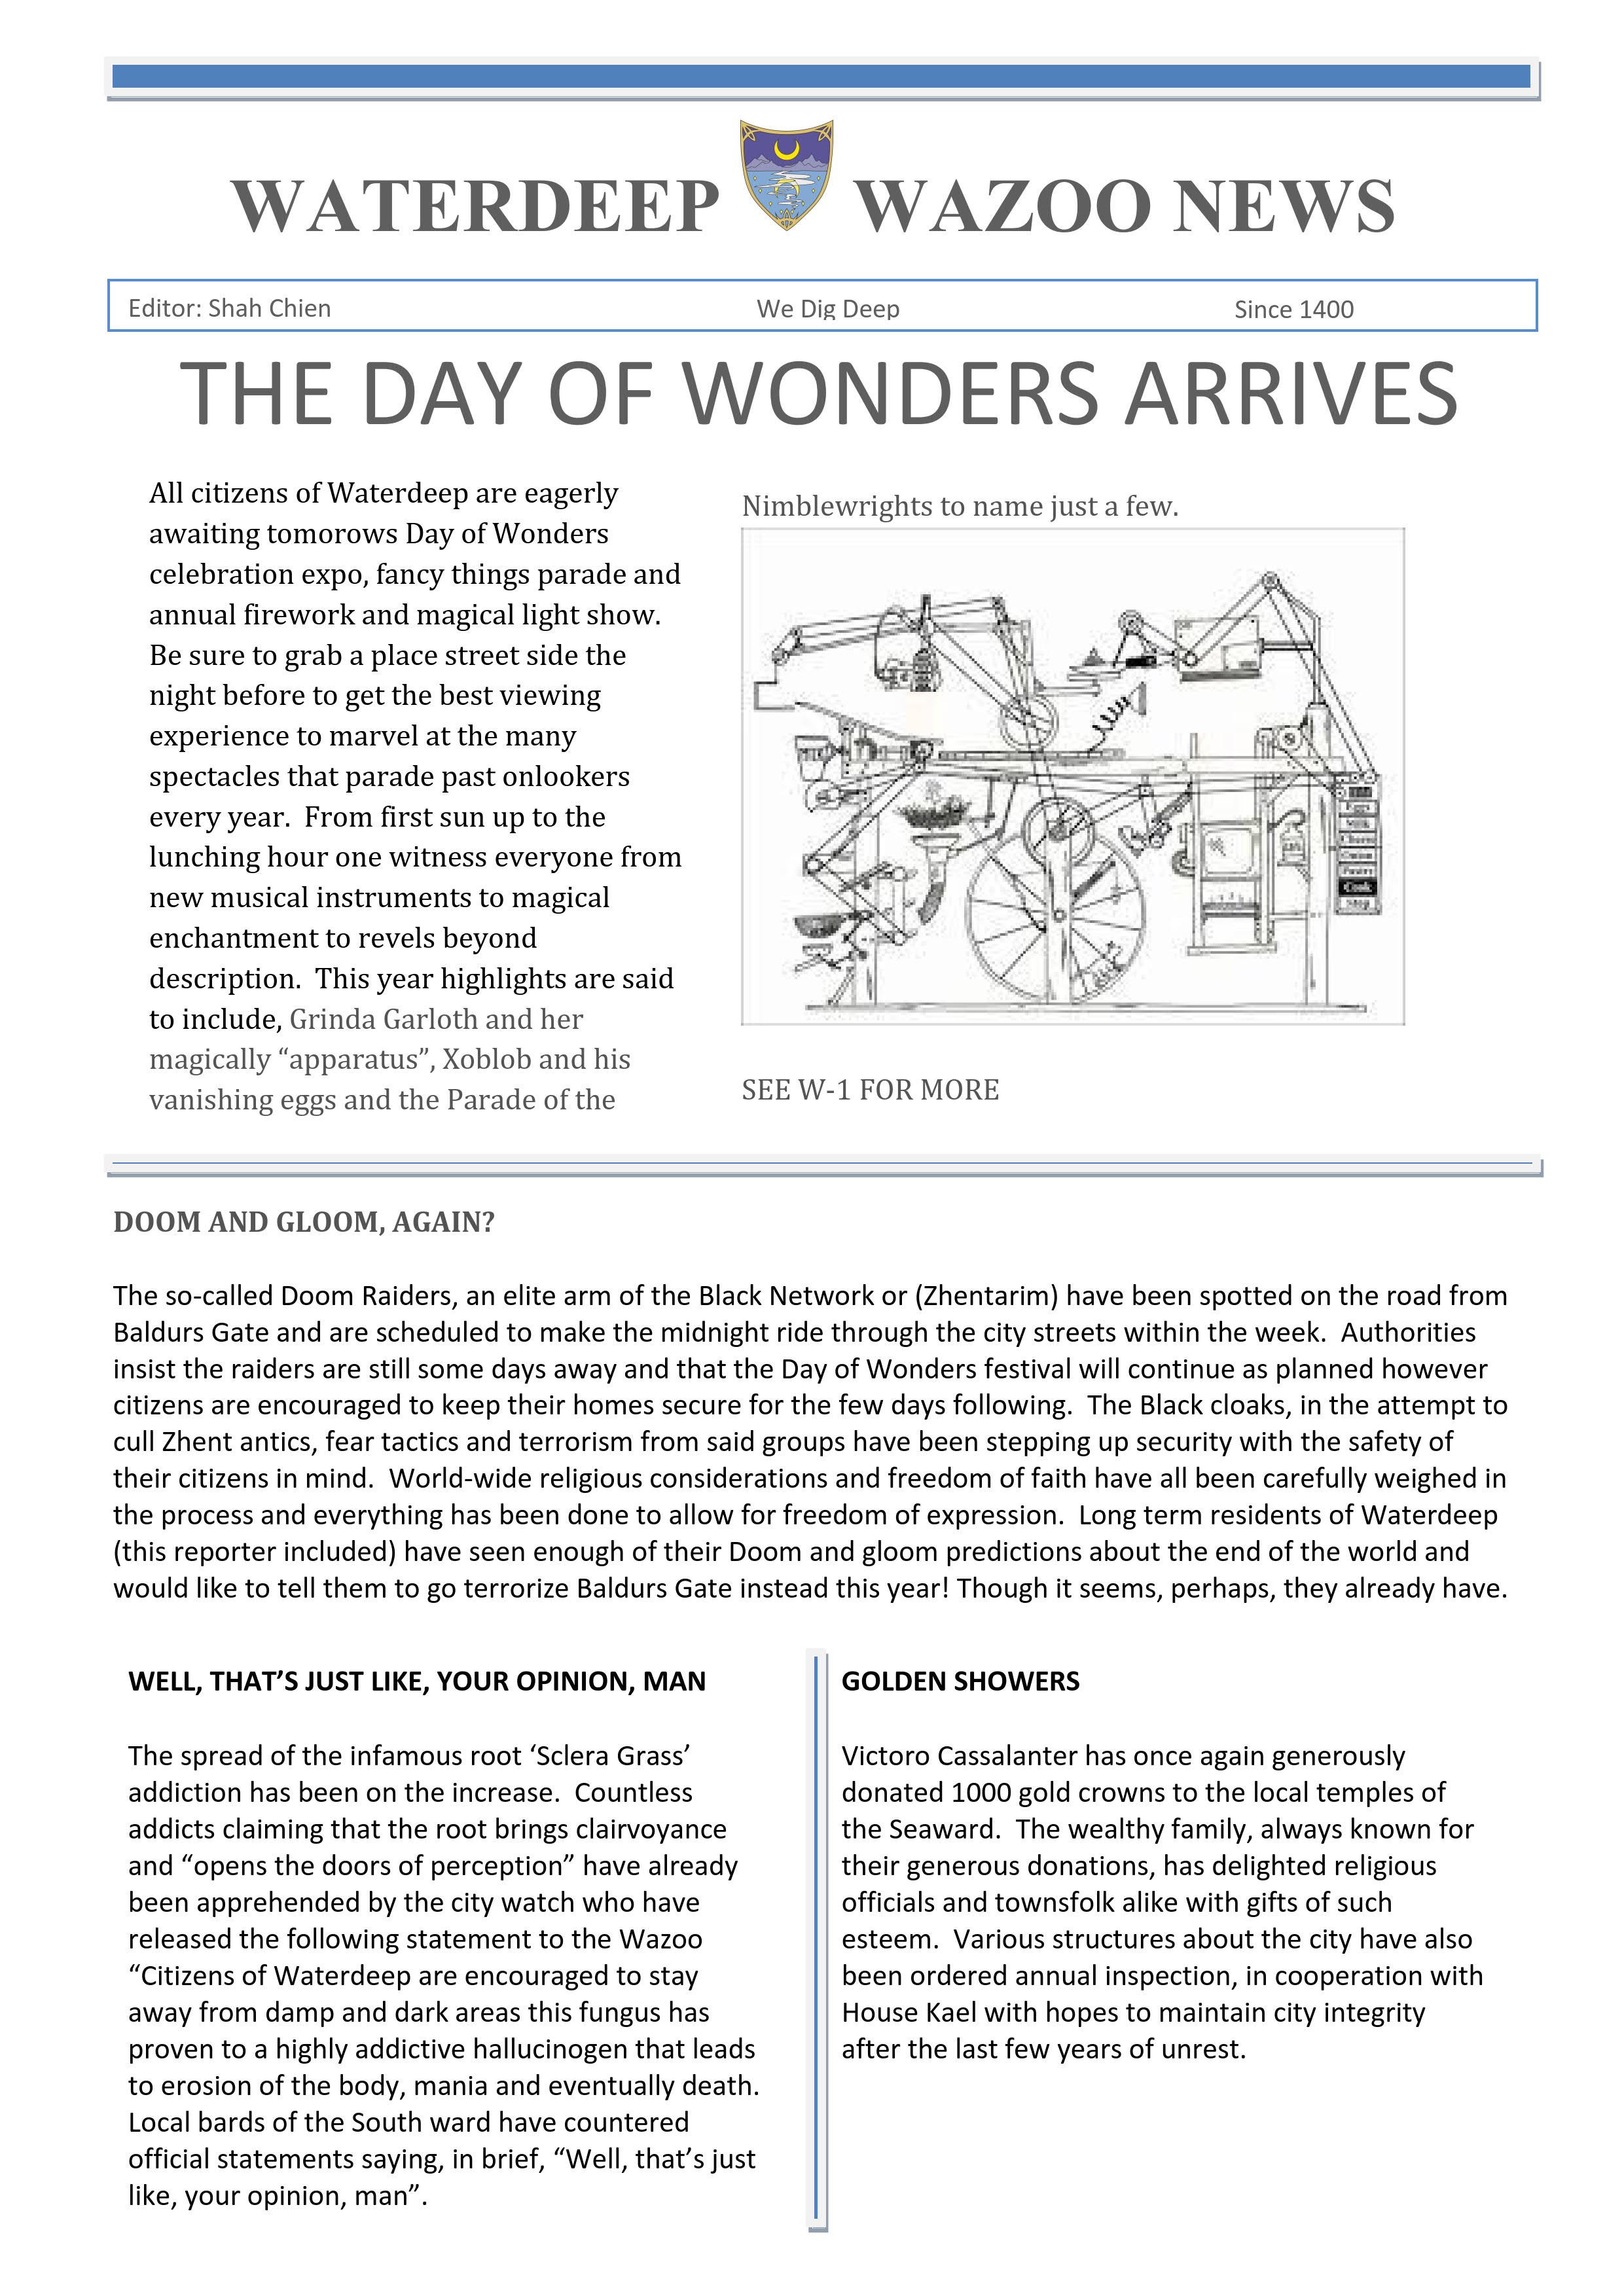 WATERDEEP WAZOO NEWS
Editor: Shah Chien We Dig Deep Since 1400
THE DAY OF WONDERS ARRIVES
All citizens of Waterdeep are eagerly
awaiting tomorows Day of Wonders
celebration expo, fancy things parade and
annual firework and magical light show.
Be sure to grab a place street side the
night before to get the best viewing
experience to marvel at the many
spectacles that parade past onlookers
every year.  From first sun up to the
lunching hour one witness everyone from
new musical instruments to magical
enchantment to revels beyond
description.  This year highlights are said
to include, Grinda Garloth and her
magically “apparatus”, Xoblob and his
vanishing eggs and the Parade of the
Nimblewrights to name just a few.
Cook
Stop
SEE W-1 FOR MORE
DOOM AND GLOOM, AGAIN?
The so-called Doom Raiders, an elite arm of the Black Network or (Zhentarim) have been spotted on the road from
Baldurs Gate and are scheduled to make the midnight ride through the city streets within the week.  Authorities
insist the raiders are still some days away and that the Day of Wonders festival will continue as planned however
citizens are encouraged to keep their homes secure for the few days following.  The Black cloaks, in the attempt to
cull Zhent antics, fear tactics and terrorism from said groups have been stepping up security with the safety of
their citizens in mind.  World-wide religious considerations and freedom of faith have all been carefully weighed in
the process and everything has been done to allow for freedom of expression.  Long term residents of Waterdeep
(this reporter included) have seen enough of their Doom and gloom predictions about the end of the world and
would like to tell them to go terrorize Baldurs Gate instead this year! Though it seems, perhaps, they already have.
WELL, THAT’S JUST LIKE, YOUR OPINION, MAN
The spread of the infamous root ‘Sclera Grass’
addiction has been on the increase.  Countless
addicts claiming that the root brings clairvoyance
and “opens the doors of perception” have already
been apprehended by the city watch who have
released the following statement to the Wazoo
“Citizens of Waterdeep are encouraged to stay
away from damp and dark areas this fungus has
proven to a highly addictive hallucinogen that leads
to erosion of the body, mania and eventually death.
Local bards of the South ward have countered
official statements saying, in brief, “Well, that’s just
like, your opinion, man”.
GOLDEN SHOWERS
Victoro Cassalanter has once again generously
donated 1000 gold crowns to the local temples of
the Seaward.  The wealthy family, always known for
their generous donations, has delighted religious
officials and townsfolk alike with gifts of such
esteem.  Various structures about the city have also
been ordered annual inspection, in cooperation with
House Kael with hopes to maintain city integrity
after the last few years of unrest.